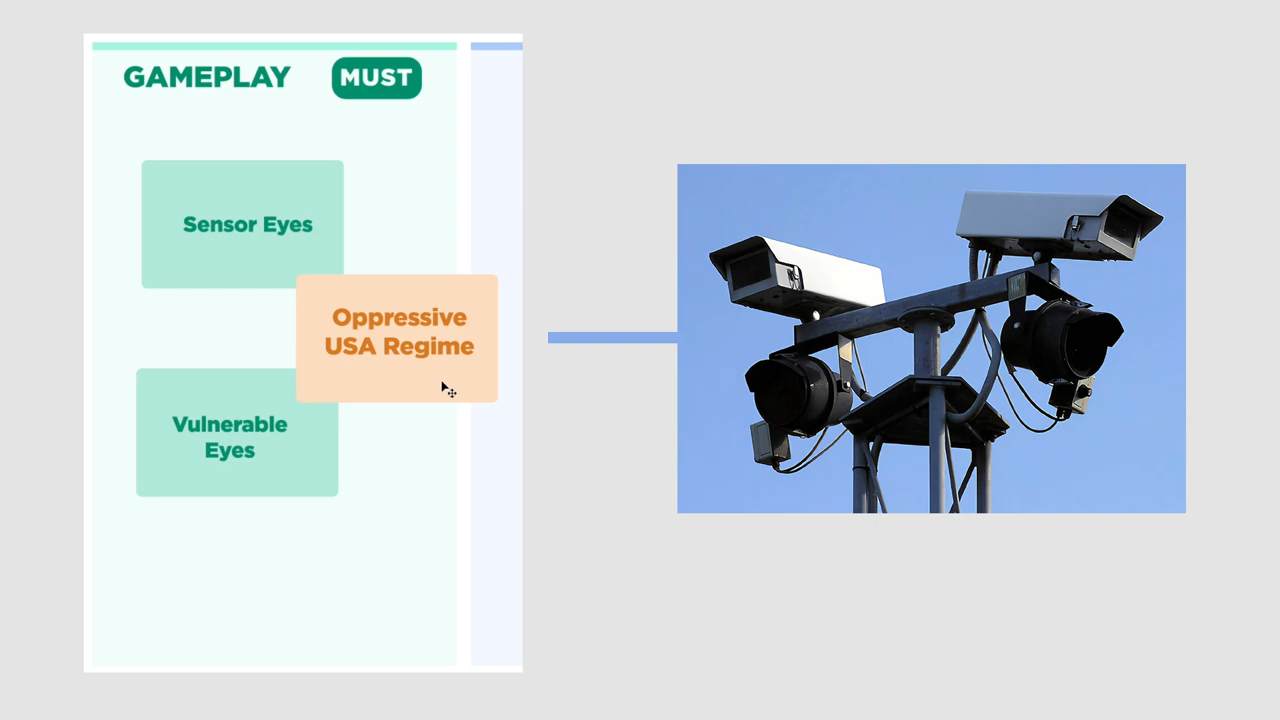 GAMEPLAY MUST
Sensor Eyes
Oppressive
USA Regime
Vulnerable
Eyes